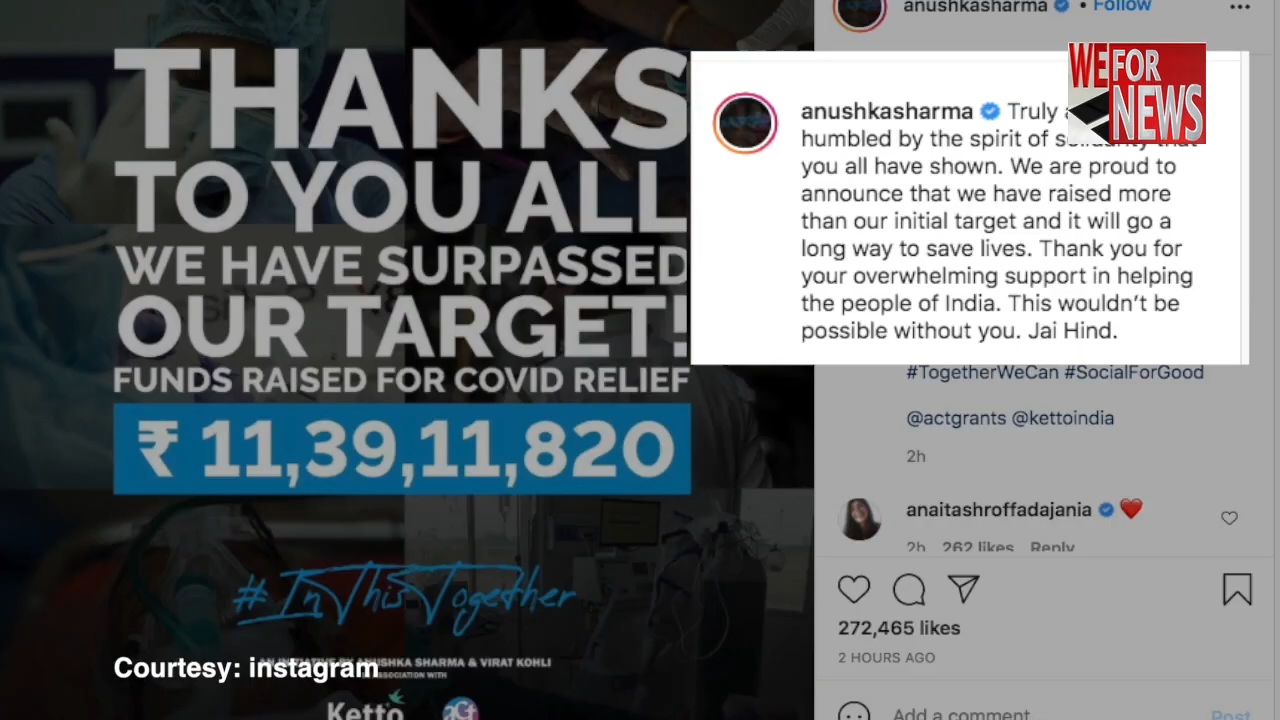 THANKS
TO YOU ALL
WE HAVE SURPASSED
OUR TARGET!
FUNDS RAISED FOR COVID RELIEF
₹ 11,39,11,820
#InThisTogether
SHKA SHARMA & VIRAT KOHLI
ASSOCIATION WITH
Courtesy: instagram
Ketto
act
anushkasharma • Follow
WE FOR
NEWS
anushkasharma Truly
humbled by the spirit of
you all have shown. We are proud to
announce that we have raised more
than our initial target and it will go a
long way to save lives. Thank you for
your overwhelming support in helping
the people of India. This wouldn't be
possible without you. Jai Hind.
#TogetherWeCan #SocialForGood
@actgrants @kettoindia
2h
anaitashroffadajania ❤️
2h 262 likes Reply
272,465 likes
2 HOURS AGO
Add a comment
Post